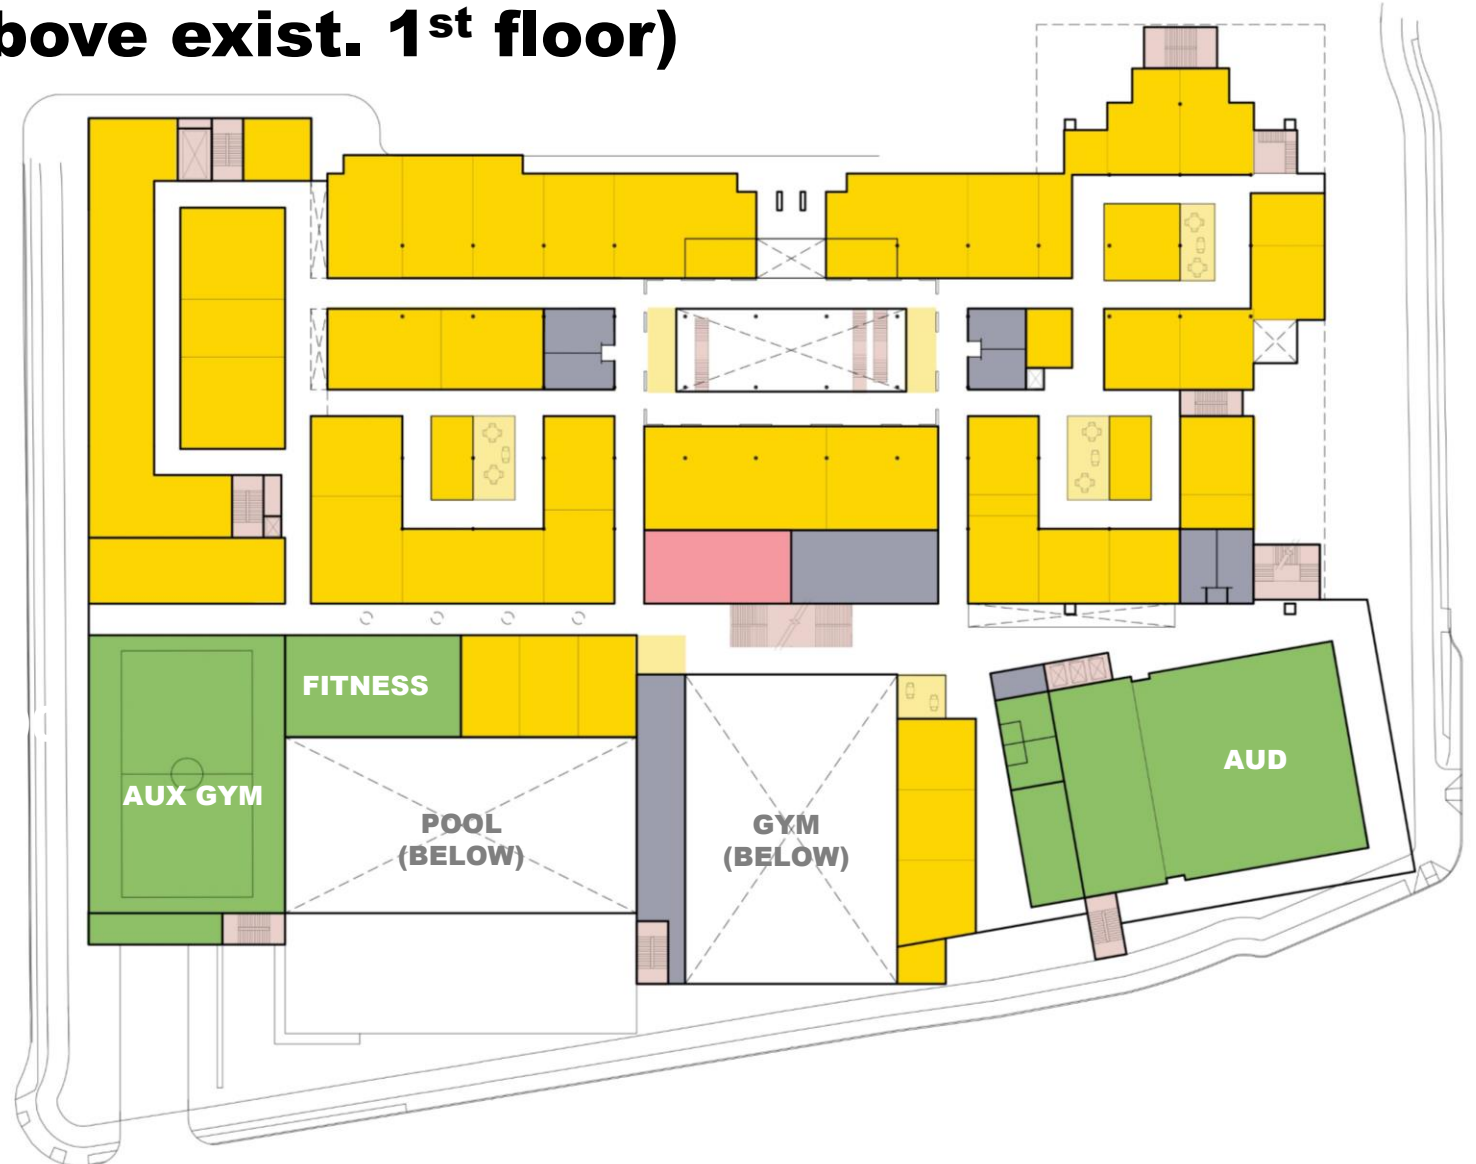 bove exist. 1st floor)
FITNESS
AUX GYM
POOL
(BELOW)
GYM
(BELOW)
AUD